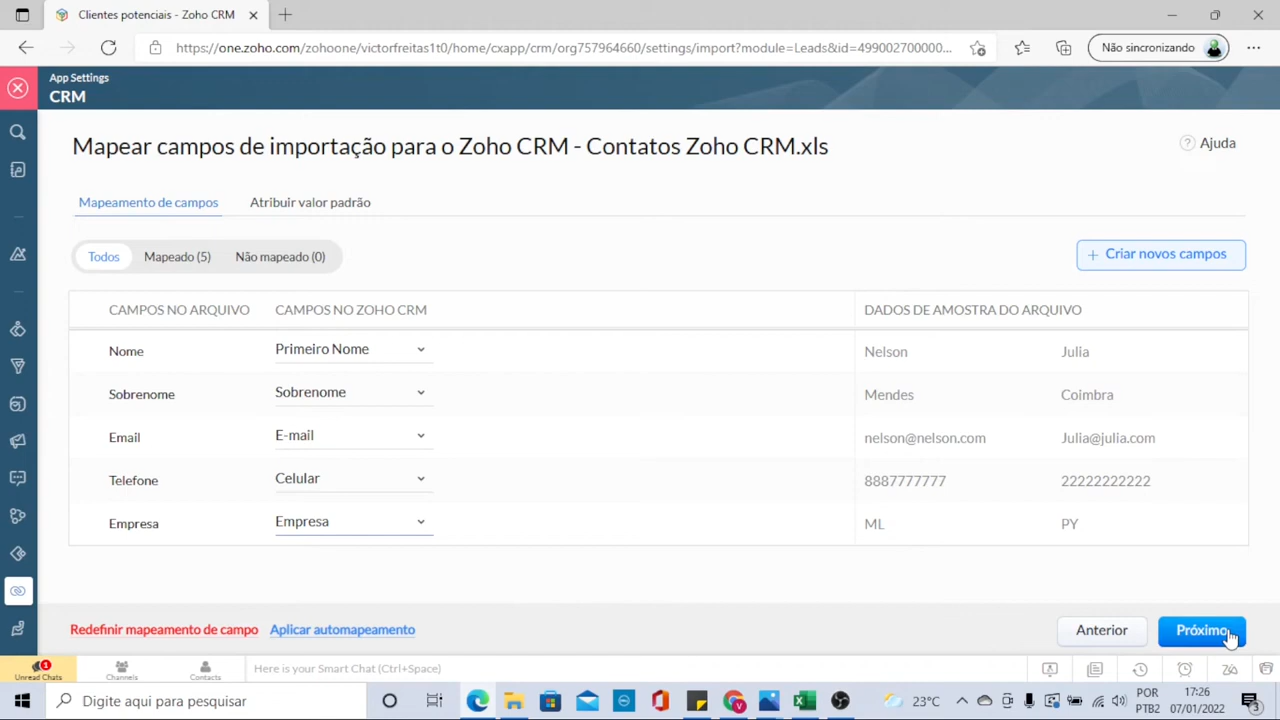 Clientes potenciais - Zoho CRM
https://one.zoho.com/zohoone/victorfreitas1t0/home/cxapp/crm/org757964660/settings/import?module=Leads&id=499002700000...
Não sincronizando
App Settings
CRM
Mapear campos de importação para o Zoho CRM - Contatos Zoho CRM.xls
Ajuda
Mapeamento de campos
Atribuir valor padrão
Todos
Mapeado (5)
Não mapeado (0)
+ Criar novos campos
CAMPOS NO ARQUIVO CAMPOS NO ZOHO CRM DADOS DE AMOSTRA DO ARQUIVO
Nome Primeiro Nome Nelson Julia
Sobrenome Sobrenome Mendes Coimbra
Email E-mail nelson@nelson.com Julia@julia.com
Telefone Celular 8887777777 22222222222
Empresa Empresa ML PY
Redefinir mapeamento de campo Aplicar automapeamento
Anterior
Próximo
1
Unread Chats
Channels
Contacts
Here is your Smart Chat (Ctrl+Space)
Digite aqui para pesquisar
23°C
POR
PTB2
17:26
07/01/2022
3